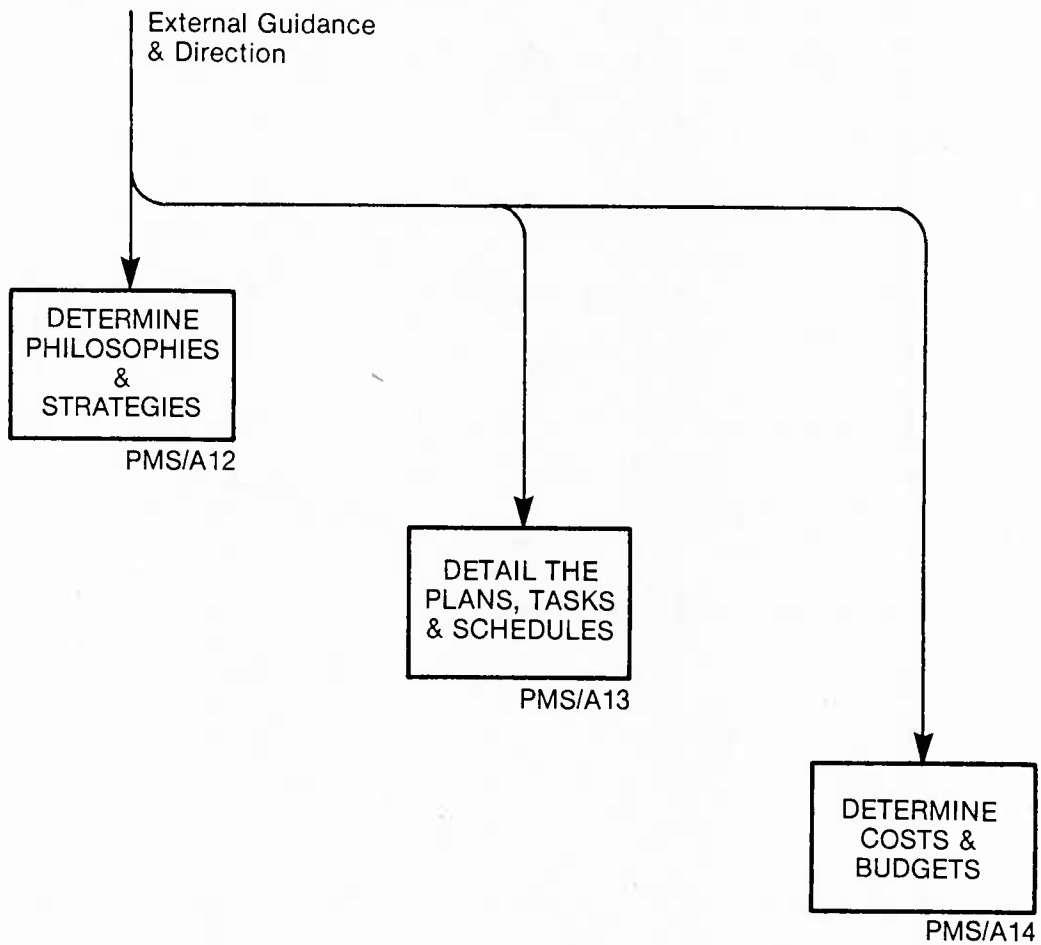 External Guidance
& Direction
DETERMINE
PHILOSOPHIES
&
STRATEGIES
PMS/A12
DETAIL THE
PLANS, TASKS
& SCHEDULES
PMS/A13
DETERMINE
COSTS &
BUDGETS
PMS/A14